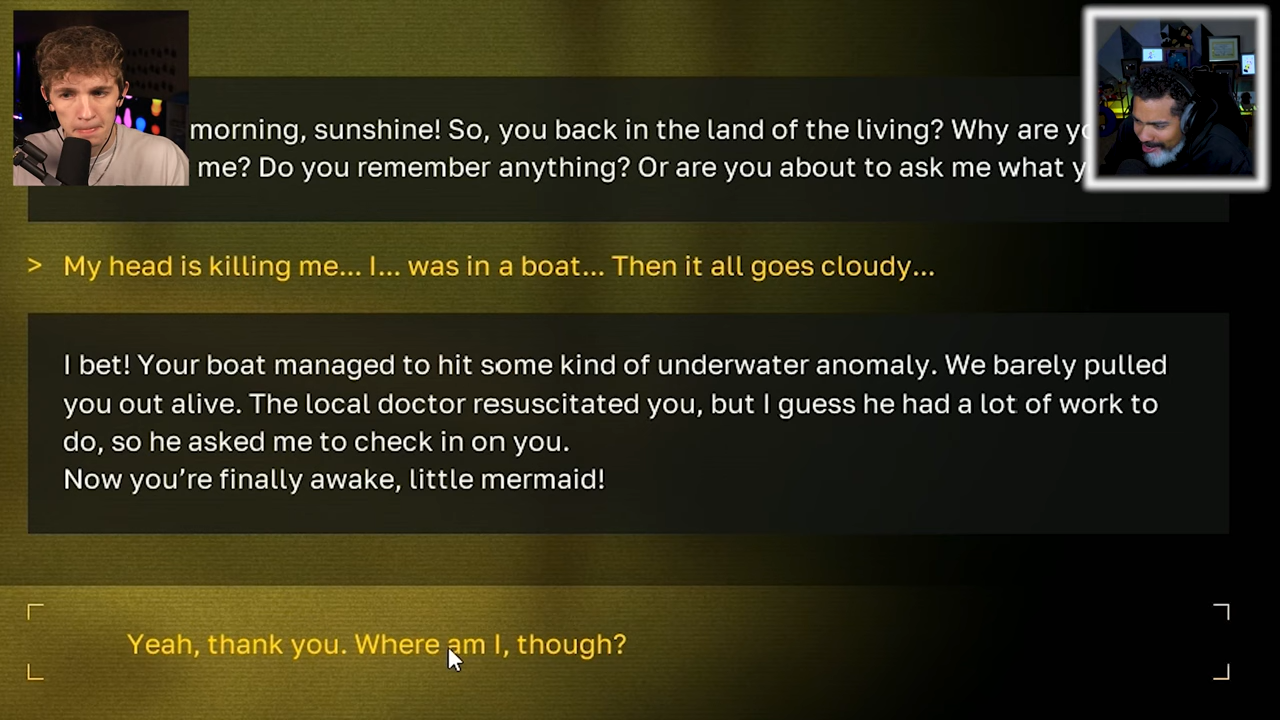 morning, sunshine! So, you back in the land of the living? Why are
me? Do you remember anything? Or are you about to ask me what
> My head is killing me... I... was in a boat... Then it all goes cloudy...
I bet! Your boat managed to hit some kind of underwater anomaly. We barely pulled
you out alive. The local doctor resuscitated you, but I guess he had a lot of work to
do, so he asked me to check in on you.
Now you’re finally awake, little mermaid!
Yeah, thank you. Where am I, though?